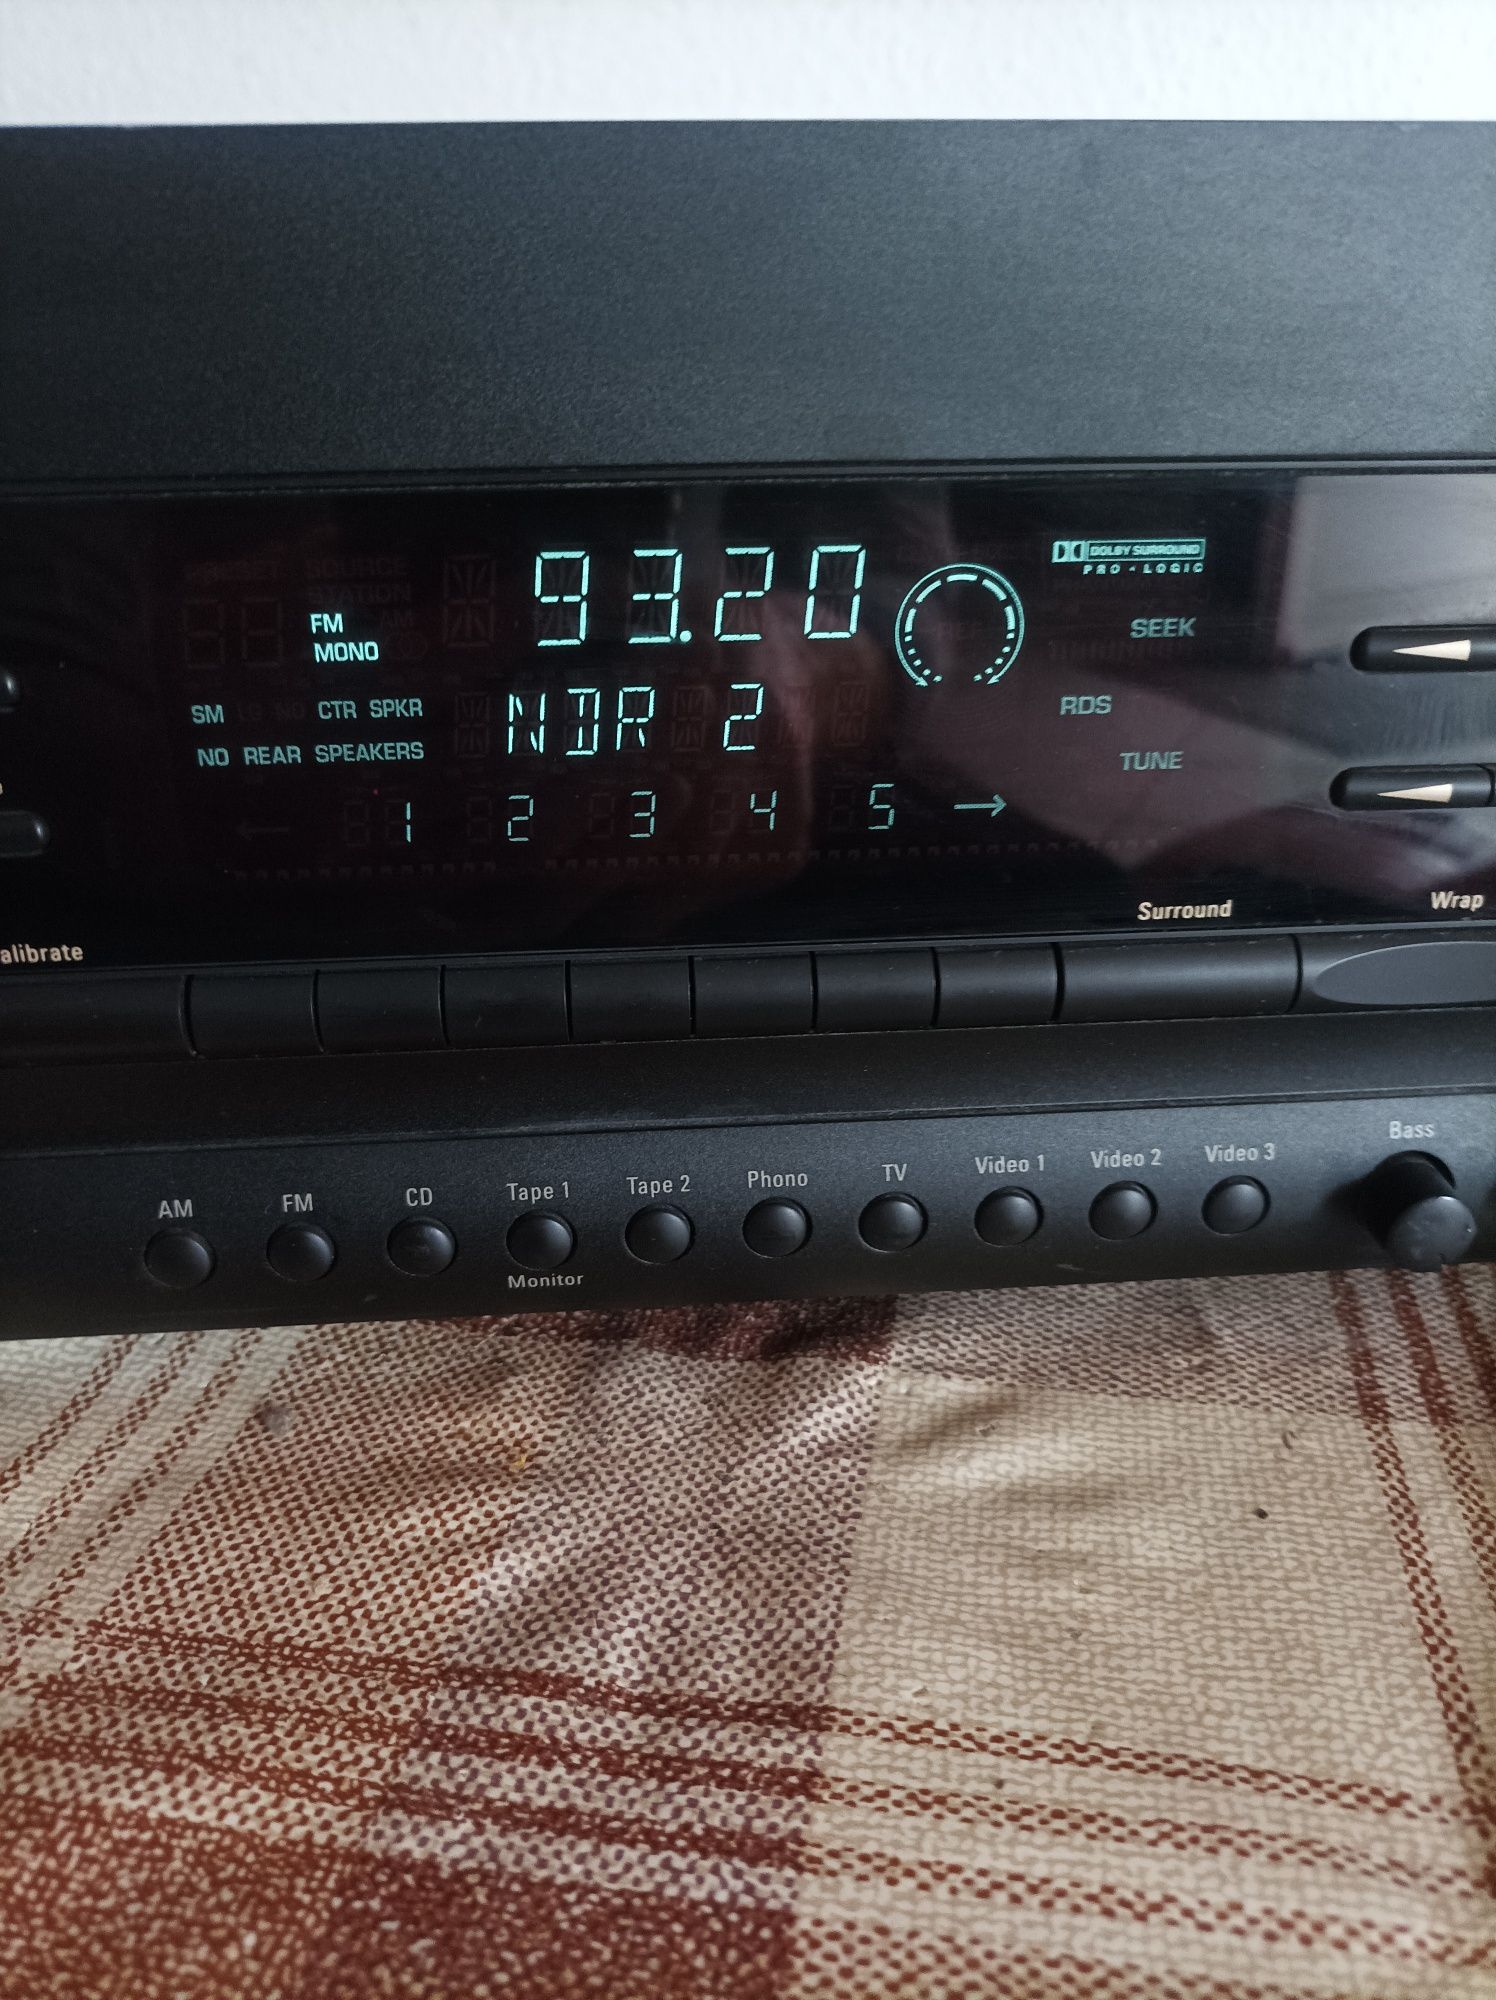 93.20
DOLBY SURROUND
PRO · LOGIC
FM
MONO
SEEK
SM CTR SPKR
NDR 2
RDS
NO REAR SPEAKERS
TUNE
1 2 3 4 5 →
alibrate
Surround
Wrap
AM FM CD Tape 1 Tape 2 Phono TV Video 1 Video 2 Video 3 Bass
Monitor